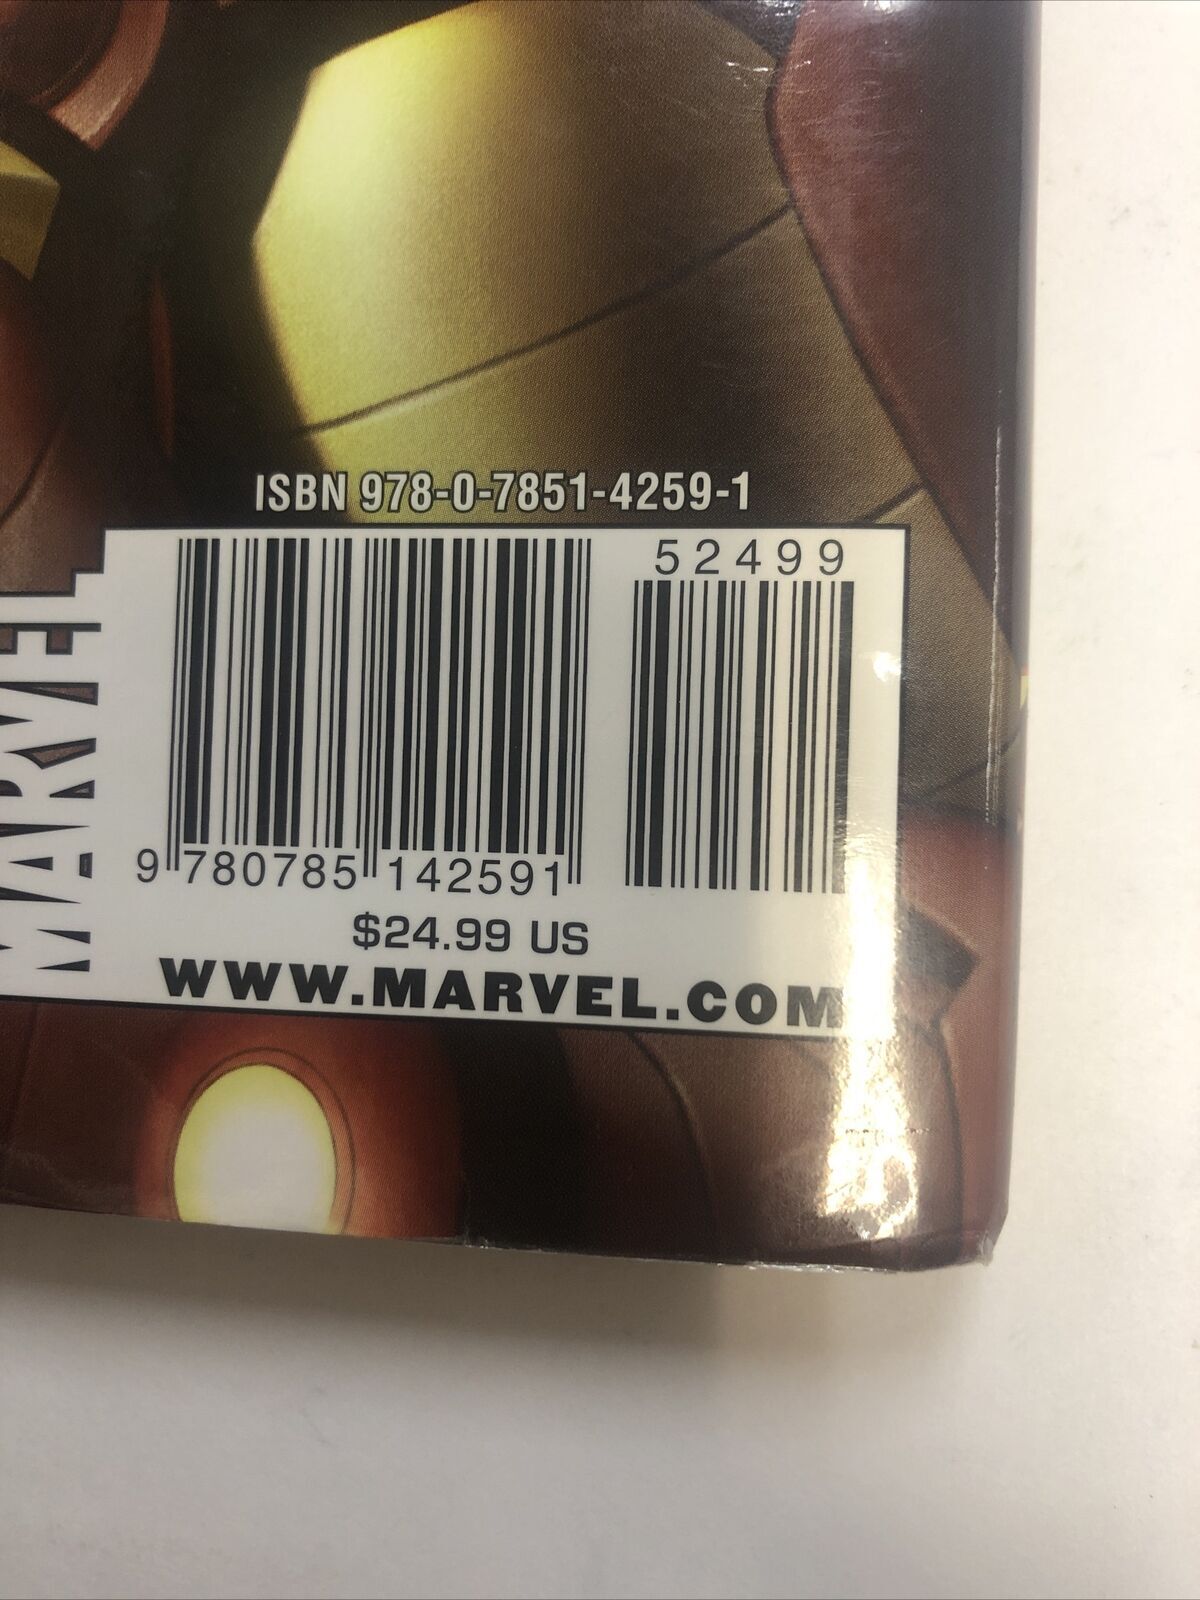 ISBN 978-0-7851-4259-1
52499
9 780785 142591
$24.99 US
WWW.MARVEL.COM
MARVEL